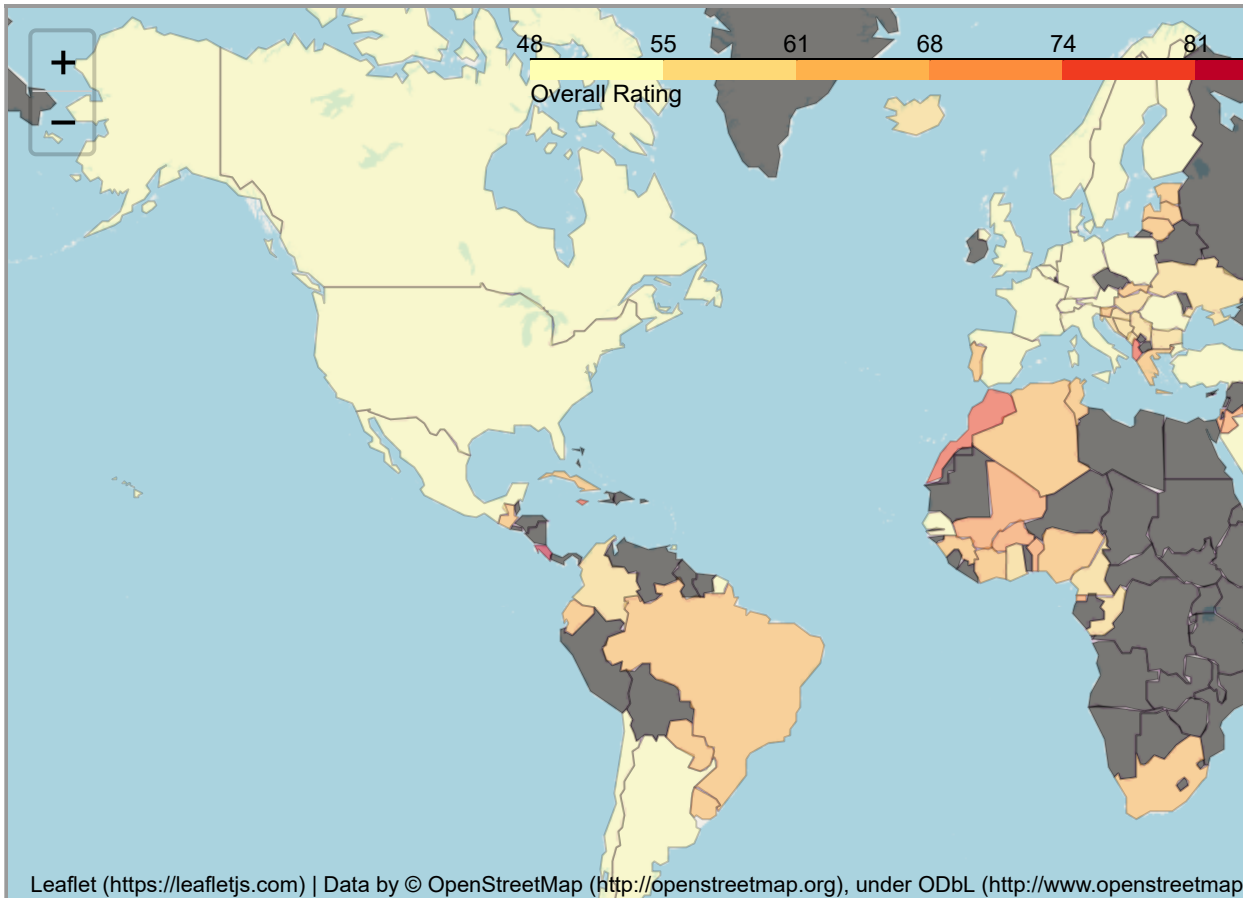 +
−
48 55 61 68 74 81
Overall Rating
Leaflet (https://leafletjs.com) | Data by © OpenStreetMap (http://openstreetmap.org), under ODbL (http://www.openstreetmap